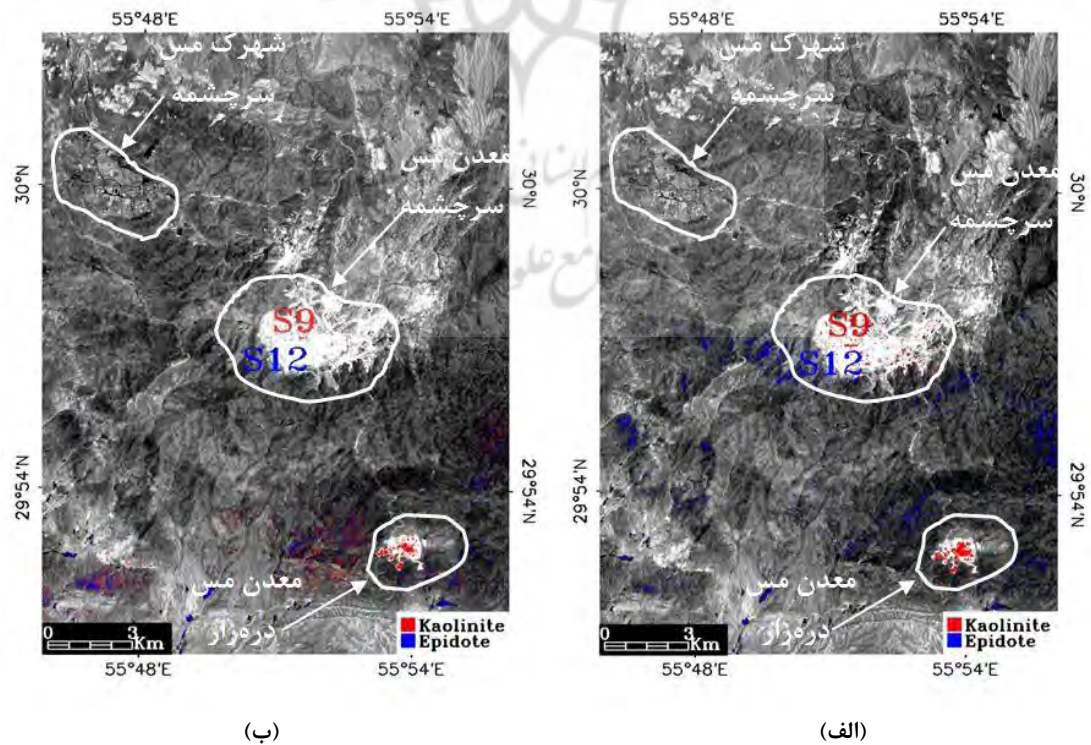 55°48'E
55°54'E
55°48'E
55°54'E
شهرک مس
سرچشمه
معدن مس
سرچشمه
30°N
30°N
29°54'N
29°54'N
S9
S12
معدن مس
دره‌زار
0
3
Km
Kaolinite
Epidote
55°48'E
55°54'E
(الف)
شهرک مس
سرچشمه
معدن مس
سرچشمه
30°N
30°N
29°54'N
29°54'N
S9
S12
معدن مس
دره‌زار
0
3
Km
Kaolinite
Epidote
55°48'E
55°54'E
(ب)